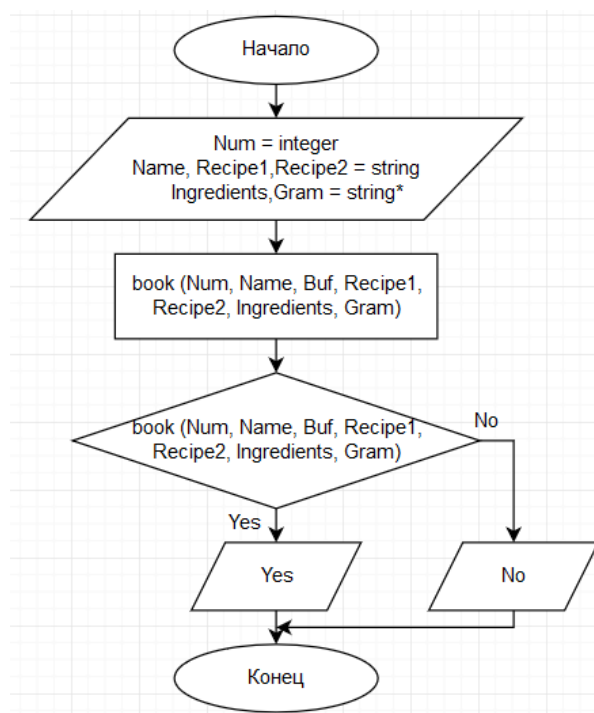 Начало
Num = integer
Name, Recipe1,Recipe2 = string
Ingredients,Gram = string*
book (Num, Name, Buf, Recipe1,
Recipe2, Ingredients, Gram)
book (Num, Name, Buf, Recipe1,
Recipe2, Ingredients, Gram)
No
Yes
Yes
No
Конец